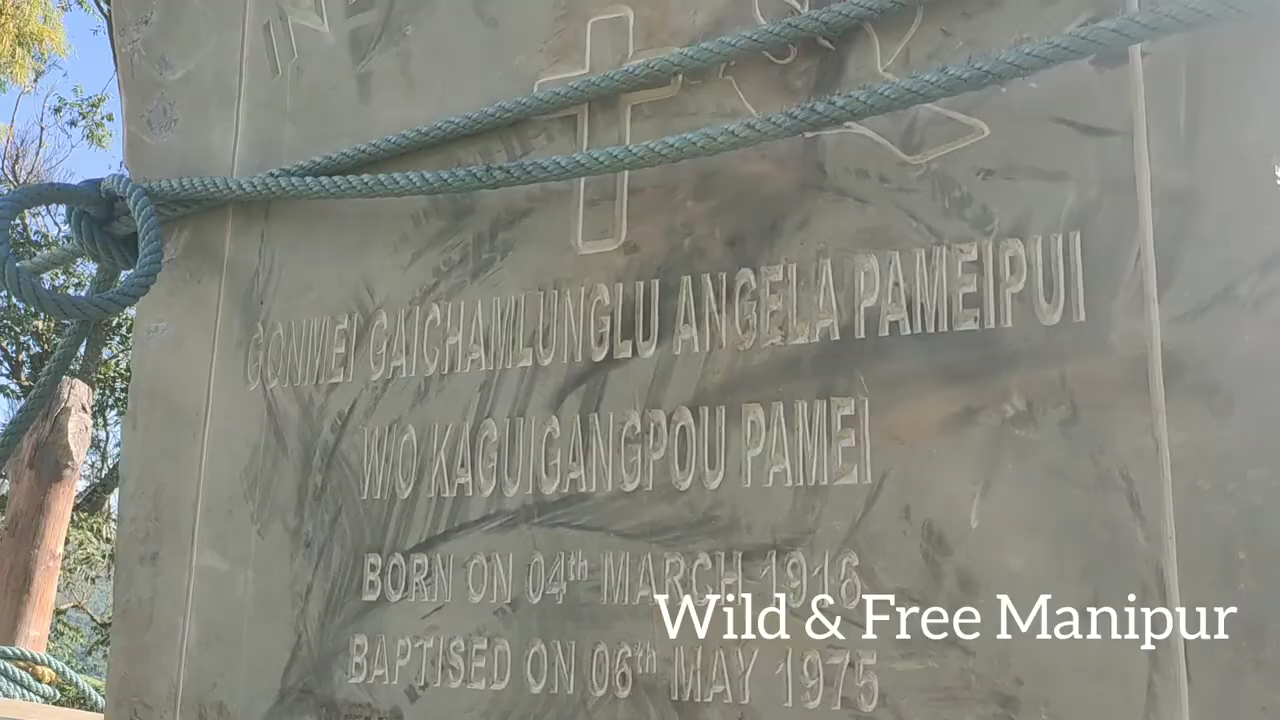 GONMEI GAICHAMLUNGLU ANGELA PAMEIPUI
W/O KAGUIGANGPOU PAMEI
BORN ON 04th MARCH 1916
Wild & Free Manipur
BAPTISED ON 06th MAY 1975